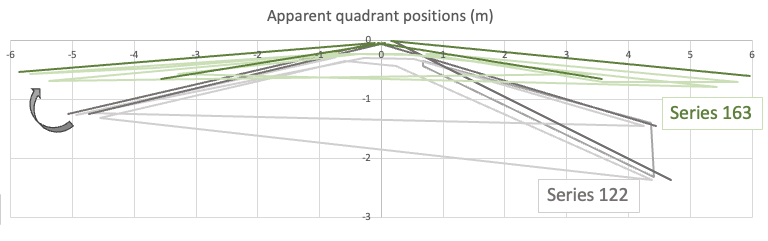 Apparent quadrant positions (m)
0
-6 -5 -4 -3 -2 -1 0 1 2 3 4 5 6
-1
Series 163
-2
Series 122
-3